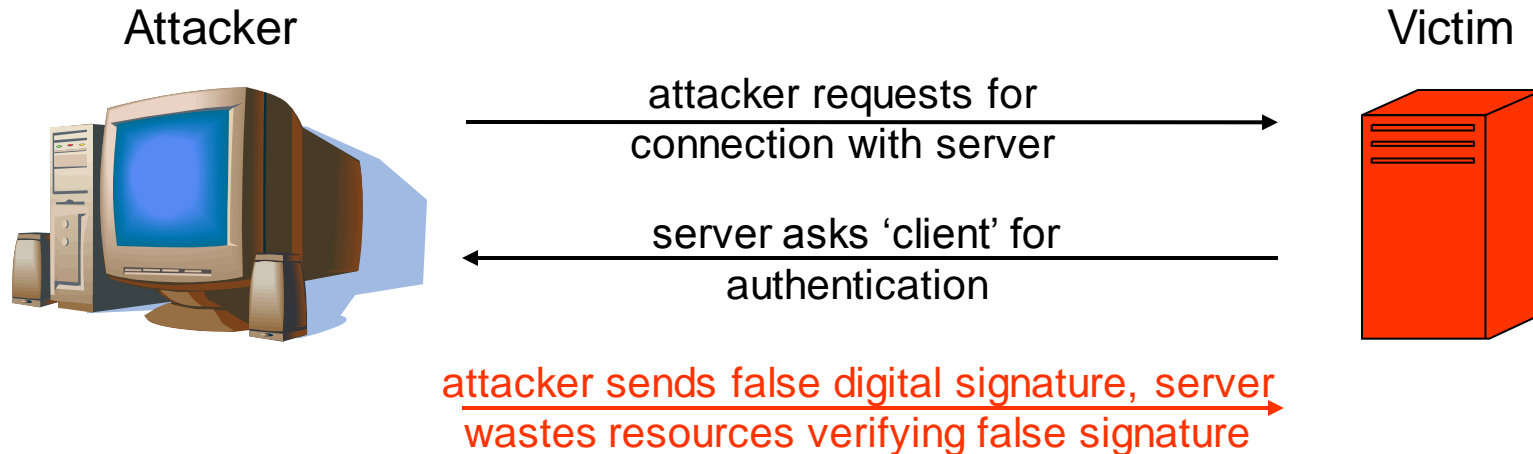 Attacker
Victim
attacker requests for
connection with server
server asks ‘client’ for
authentication
attacker sends false digital signature, server
wastes resources verifying false signature